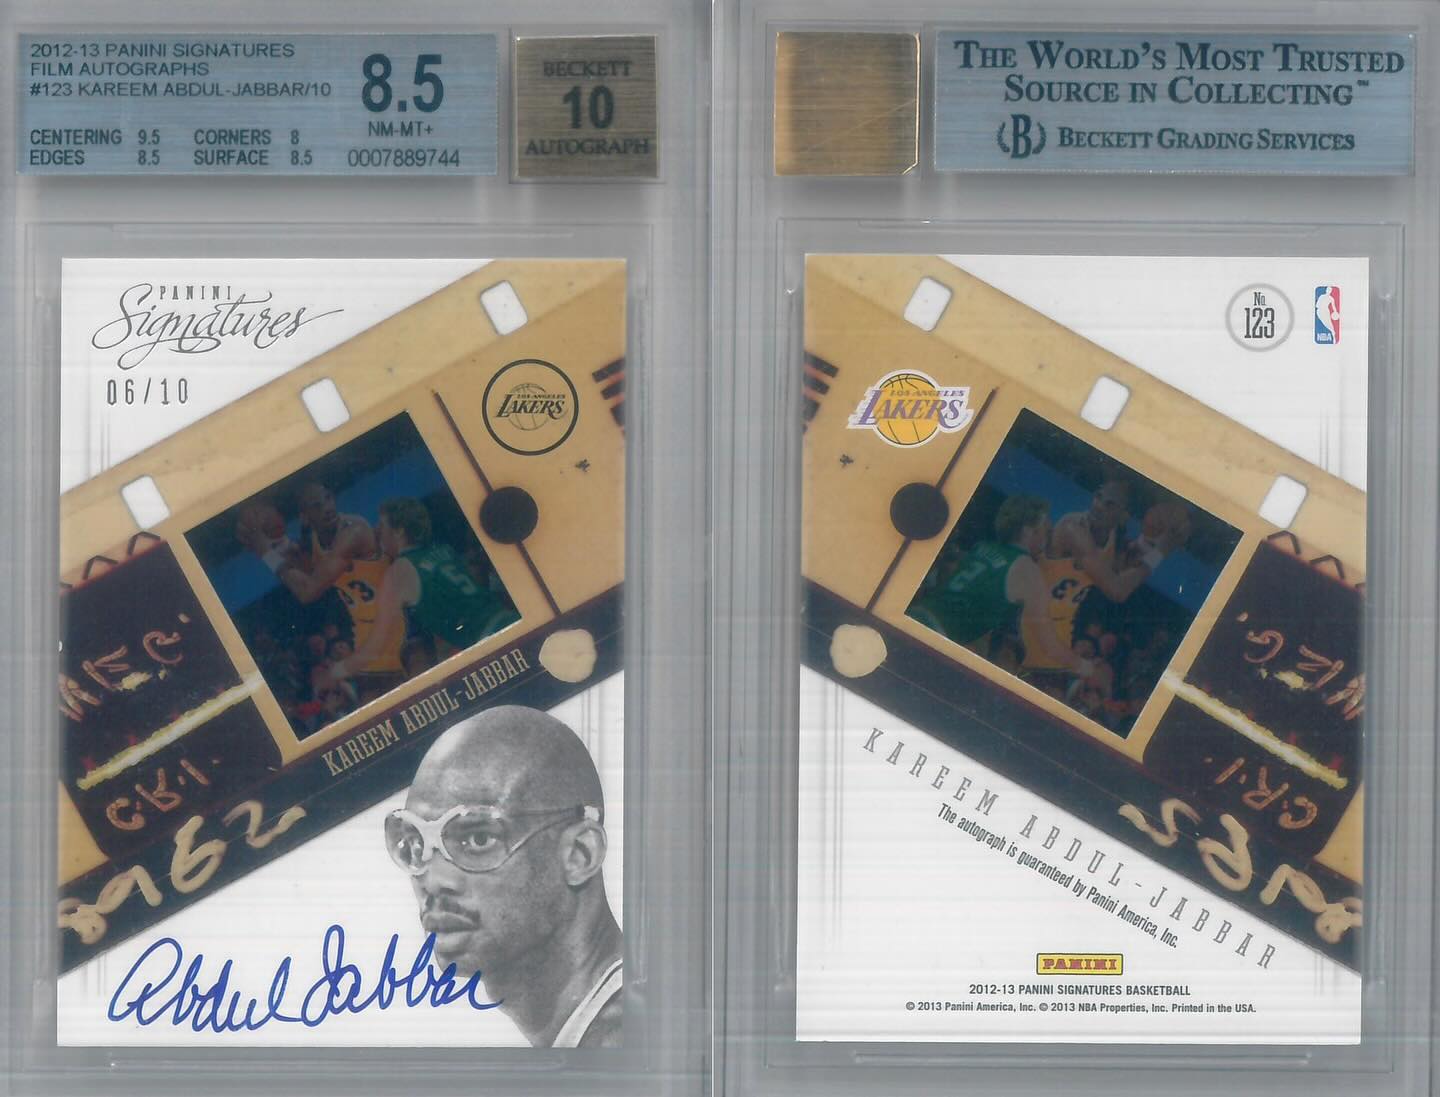 2012-13 PANINI SIGNATURES
FILM AUTOGRAPHS
#123 KAREEM ABDUL-JABBAR/10
CENTERING 9.5 CORNERS 8
EDGES 8.5 SURFACE 8.5
8.5
NM-MT+
0007889744
BECKETT
10
AUTOGRAPH
PANINI
Signatures
06/10
LOS ANGELES
LAKERS
33
C.R.I.
KAREEM ABDUL-JABBAR
Abdul Jabbar
THE WORLD'S MOST TRUSTED
SOURCE IN COLLECTING™
B BECKETT GRADING SERVICES
No.
123
NBA
LOS ANGELES
LAKERS
C.R.I.
KAREEM ABDUL-JABBAR
The autograph is guaranteed by Panini America, Inc.
PANINI
2012-13 PANINI SIGNATURES BASKETBALL
© 2013 Panini America, Inc. © 2013 NBA Properties, Inc. Printed in the USA.